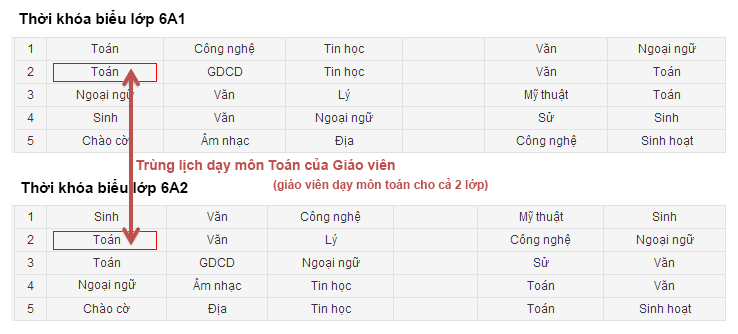 Thời khóa biểu lớp 6A1
1 Toán Công nghệ Tin học Văn Ngoại ngữ
2 Toán GDCD Tin học Văn Toán
3 Ngoại ngữ Văn Lý Mỹ thuật Toán
4 Sinh Văn Ngoại ngữ Sử Sinh
5 Chào cờ Âm nhạc Địa Công nghệ Sinh hoạt
Trùng lịch dạy môn Toán của Giáo viên
(giáo viên dạy môn toán cho cả 2 lớp)
Thời khóa biểu lớp 6A2
1 Sinh Văn Công nghệ Mỹ thuật Sinh
2 Toán Văn Lý Công nghệ Ngoại ngữ
3 Toán GDCD Ngoại ngữ Sử Văn
4 Ngoại ngữ Âm nhạc Tin học Toán Văn
5 Chào cờ Địa Tin học Toán Sinh hoạt